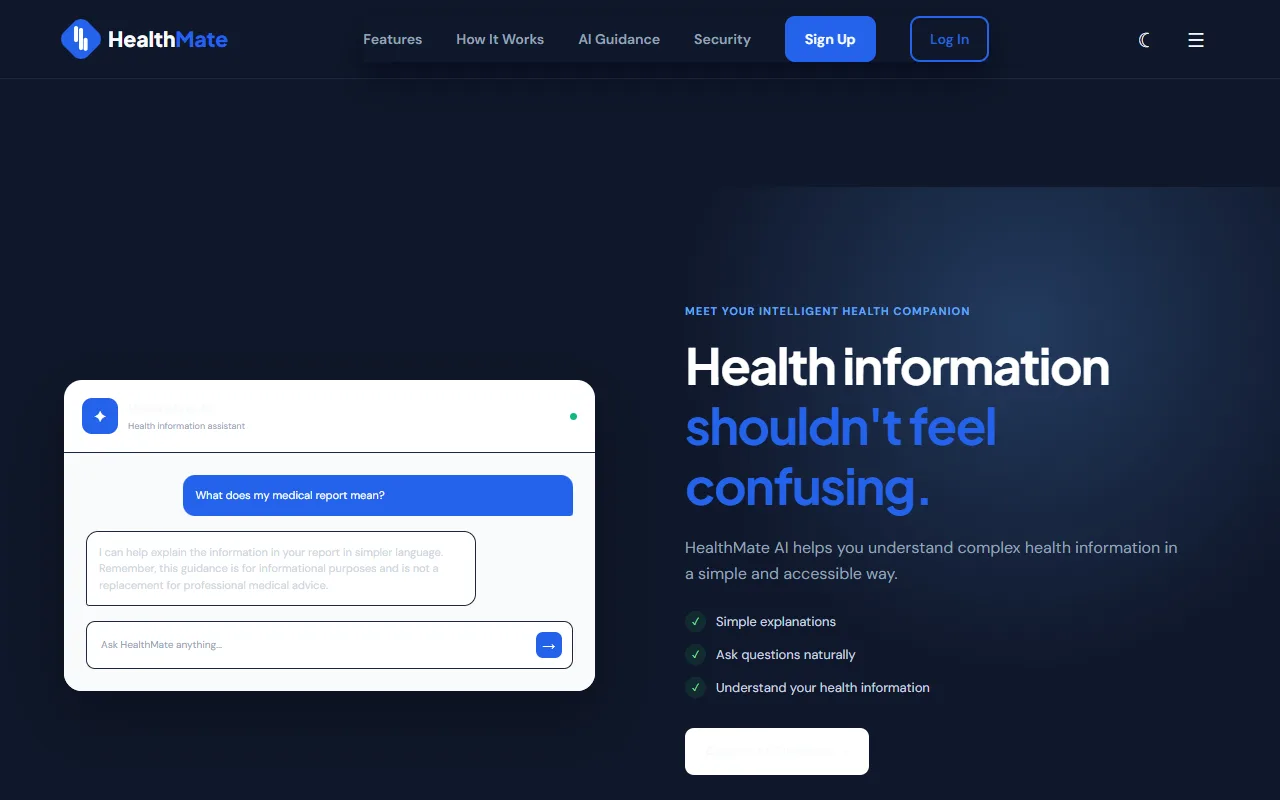 HealthMate
Features
How It Works
AI Guidance
Security
Sign Up
Log In
Health information assistant
What does my medical report mean?
I can help explain the information in your report in simpler language.
Remember, this guidance is for informational purposes and is not a
replacement for professional medical advice.
Ask HealthMate anything...
MEET YOUR INTELLIGENT HEALTH COMPANION
Health information
shouldn't feel
confusing.
HealthMate AI helps you understand complex health information in
a simple and accessible way.
Simple explanations
Ask questions naturally
Understand your health information